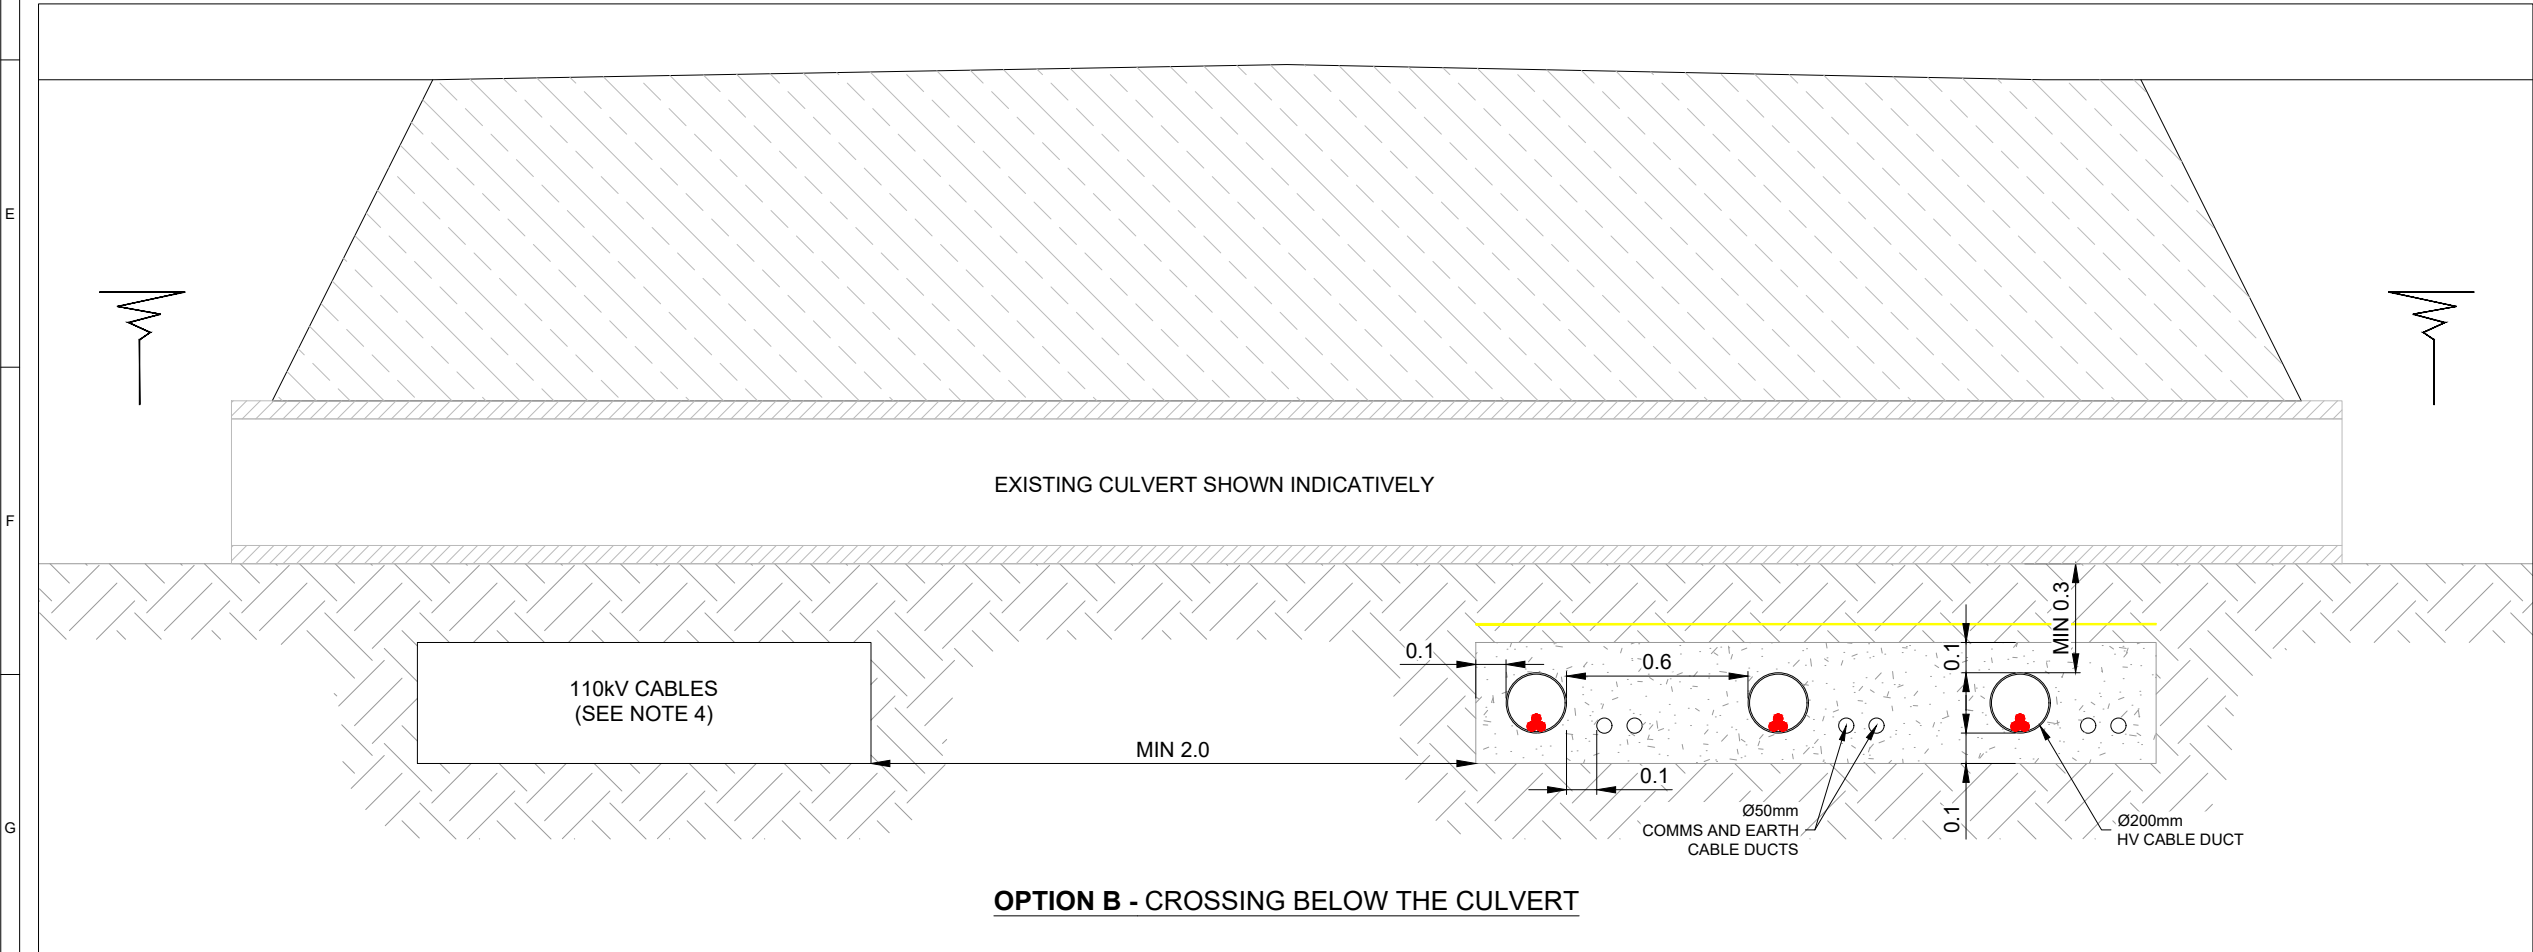 E
F
G
EXISTING CULVERT SHOWN INDICATIVELY
MIN 0.3
0.1
0.6
0.1
110kV CABLES
(SEE NOTE 4)
MIN 2.0
0.1
0.1
Ø50mm
COMMS AND EARTH
CABLE DUCTS
Ø200mm
HV CABLE DUCT
OPTION B - CROSSING BELOW THE CULVERT